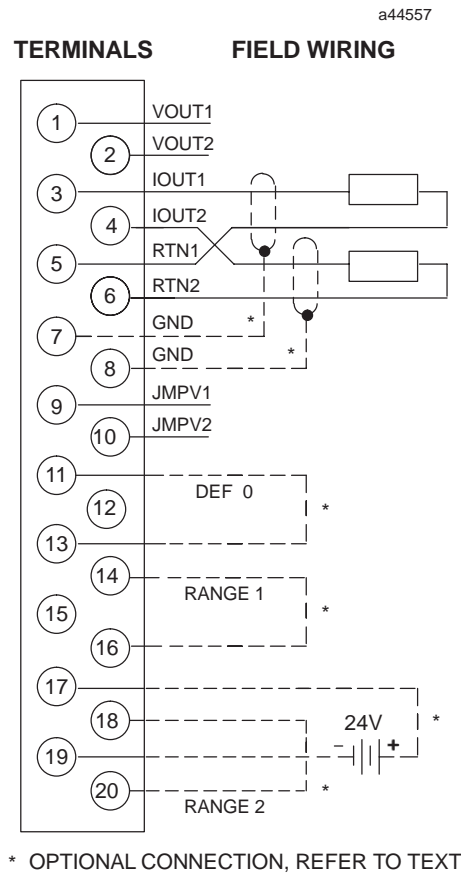 a44557
TERMINALS FIELD WIRING
1 VOUT1
2 VOUT2
3 IOUT1
4 IOUT2
5 RTN1
6 RTN2
7 GND *
8 GND *
9 JMPV1
10 JMPV2
11
DEF 0
12 *
13
14
RANGE 1
15 *
16
17
18 24V *
19 - +
20 *
RANGE 2
* OPTIONAL CONNECTION, REFER TO TEXT